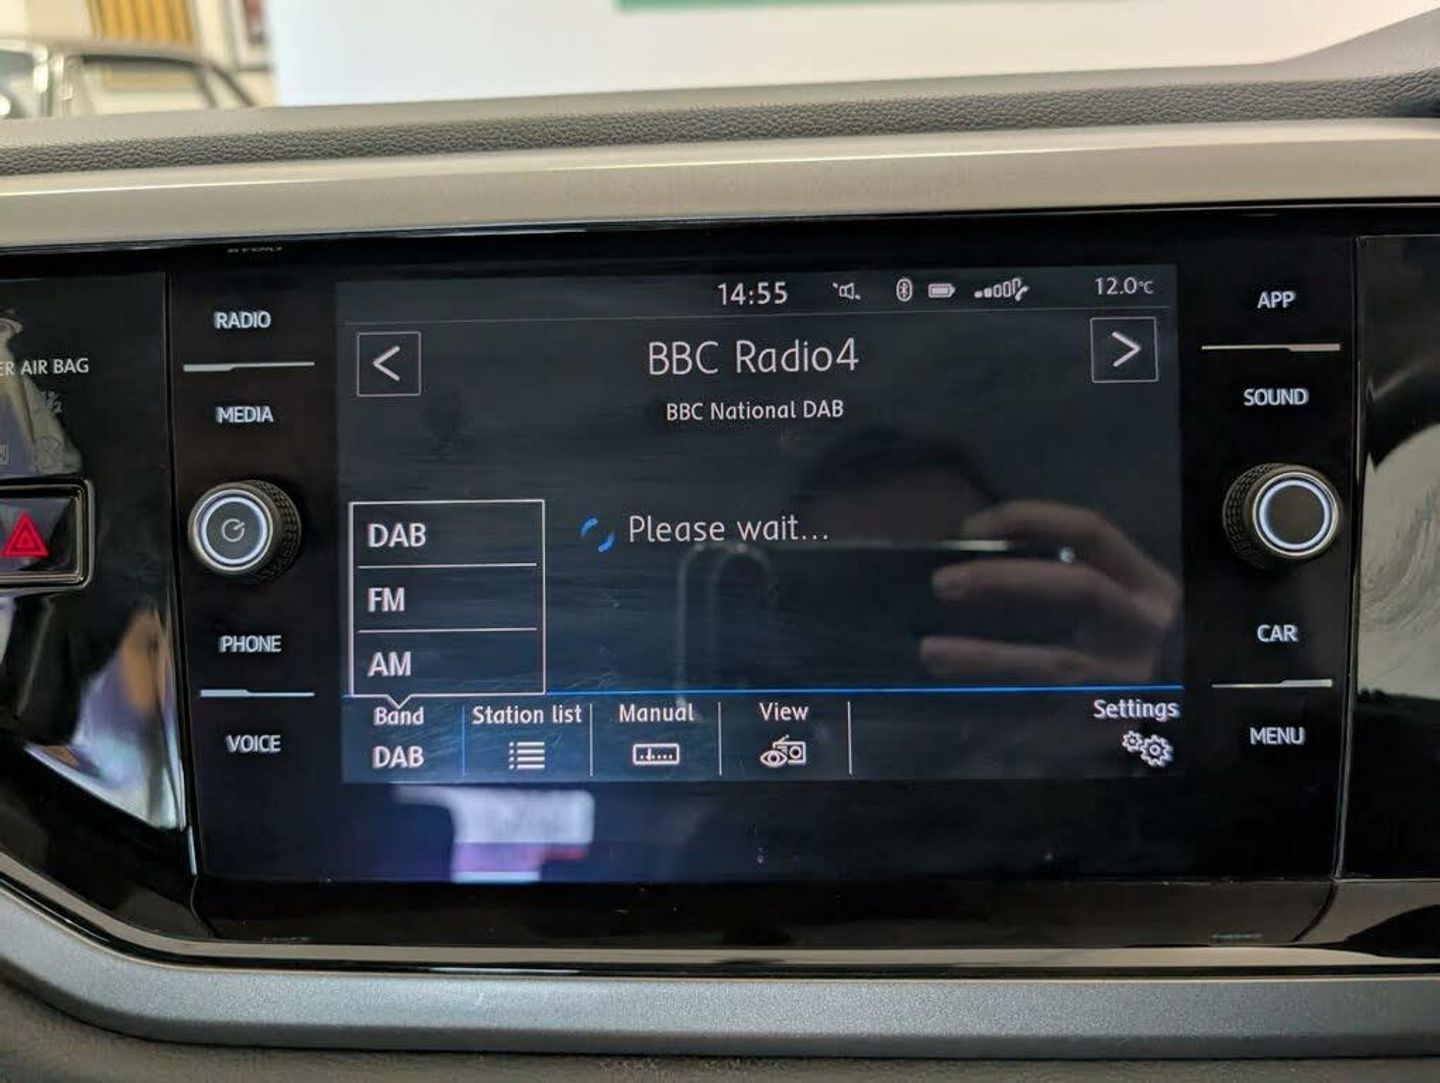 RADIO
MEDIA
PHONE
VOICE
ER AIR BAG
14:55
12.0°C
BBC Radio4
BBC National DAB
Please wait...
DAB
FM
AM
Band
DAB
Station list
Manual
View
Settings
APP
SOUND
CAR
MENU